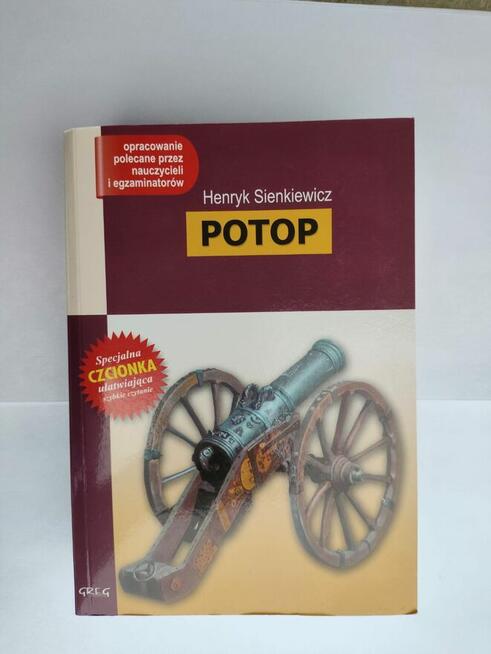 opracowanie
polecane przez
nauczycieli
i egzaminatorów
Henryk Sienkiewicz
POTOP
Specjalna
CZCIONKA
ułatwiająca
szybkie czytanie
GREG